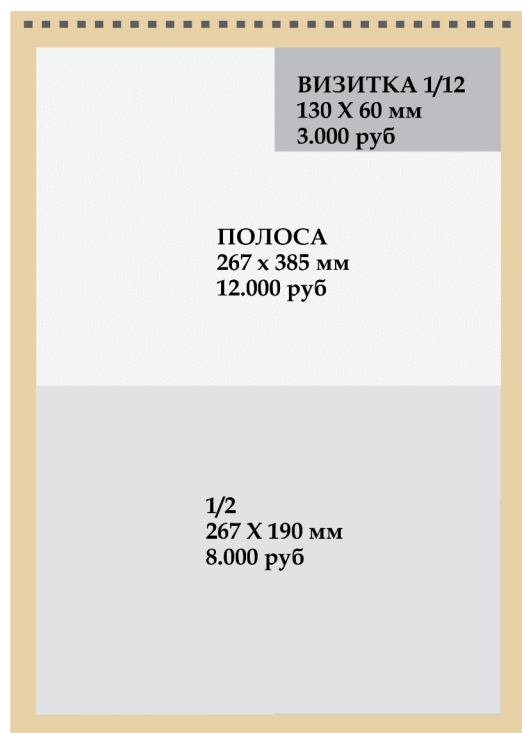 ВИЗИТКА 1/12
130 X 60 мм
3.000 руб
ПОЛОСА
267 x 385 мм
12.000 руб
1/2
267 X 190 мм
8.000 руб